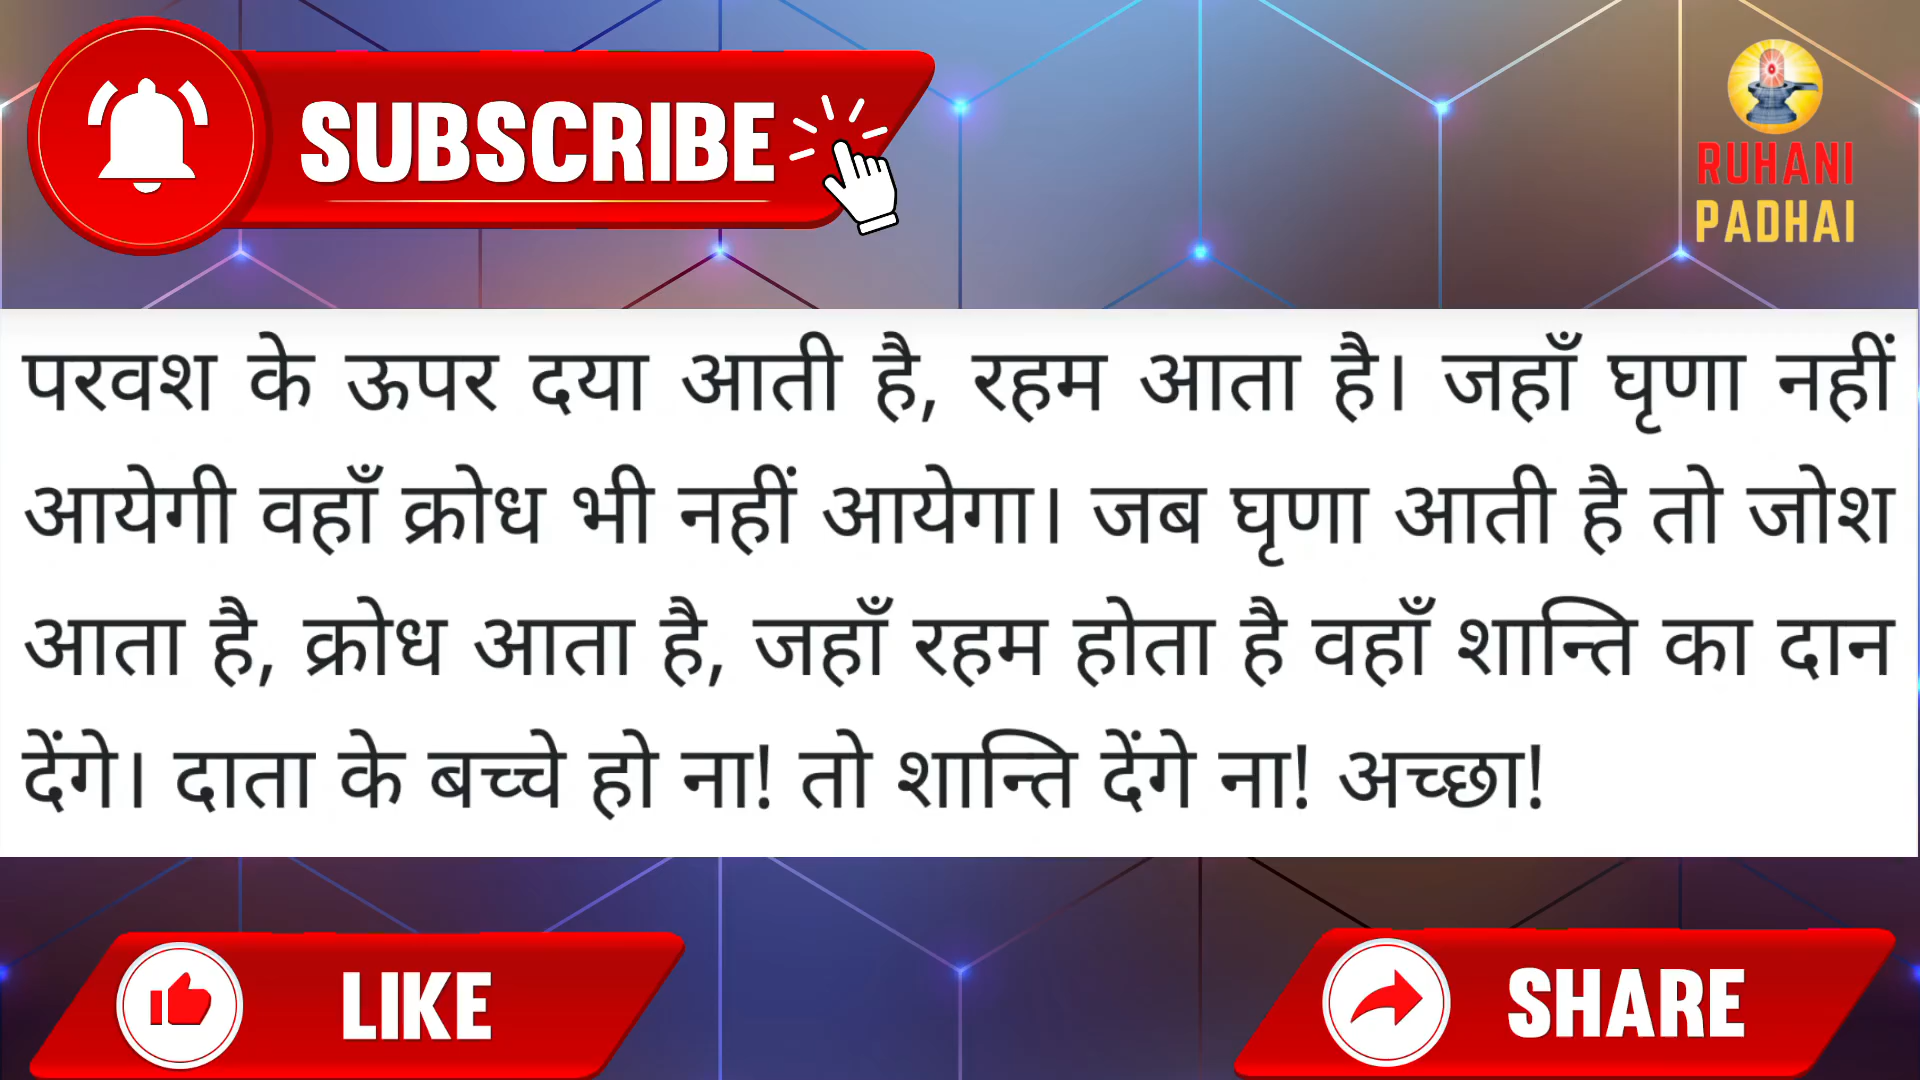 SUBSCRIBE
RUHANI
PADHAI
परवश के ऊपर दया आती है, रहम आता है। जहाँ घृणा नहीं
आयेगी वहाँ क्रोध भी नहीं आयेगा। जब घृणा आती है तो जोश
आता है, क्रोध आता है, जहाँ रहम होता है वहाँ शान्ति का दान
देंगे। दाता के बच्चे हो ना! तो शान्ति देंगे ना! अच्छा!
LIKE
SHARE